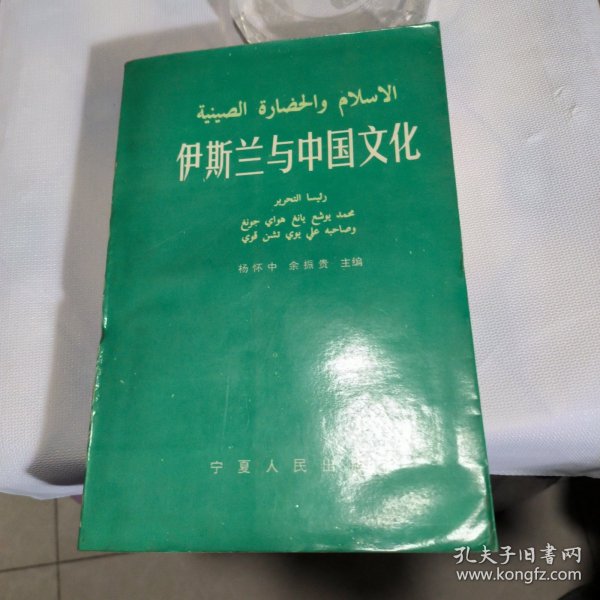 الاسلام والحضارة الصينية
伊斯兰与中国文化
رئيسا التحرير
محمد يوشع يانغ هواي جونغ
وصاحبه علي يوي تشن قوي
杨怀中 余振贵 主编
宁夏人民出
孔夫子旧书网
www.kongfz.com